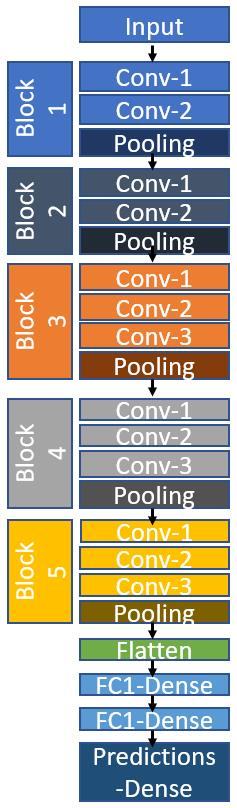 Input
Block
1
Conv-1
Conv-2
Pooling
Block
2
Conv-1
Conv-2
Pooling
Block
3
Conv-1
Conv-2
Conv-3
Pooling
Block
4
Conv-1
Conv-2
Conv-3
Pooling
Block
5
Conv-1
Conv-2
Conv-3
Pooling
Flatten
FC1-Dense
FC1-Dense
Predictions
-Dense